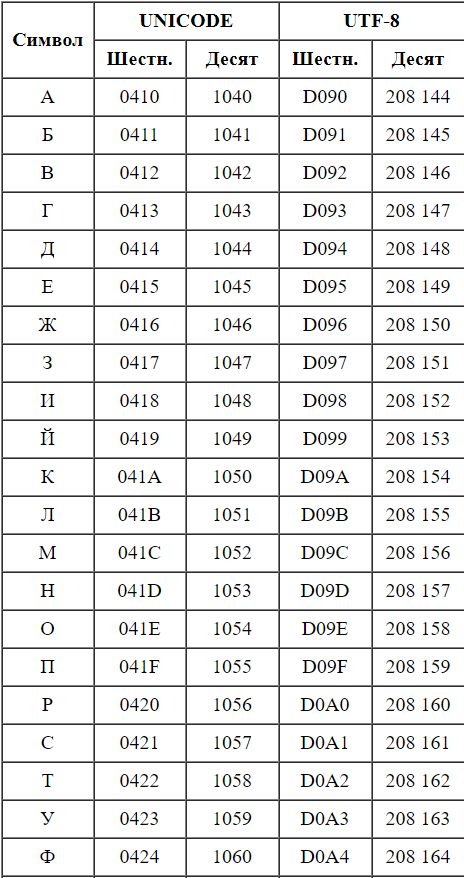 Символ UNICODE UTF-8
Шестн. Десят Шестн. Десят
А 0410 1040 D090 208 144
Б 0411 1041 D091 208 145
В 0412 1042 D092 208 146
Г 0413 1043 D093 208 147
Д 0414 1044 D094 208 148
Е 0415 1045 D095 208 149
Ж 0416 1046 D096 208 150
З 0417 1047 D097 208 151
И 0418 1048 D098 208 152
Й 0419 1049 D099 208 153
К 041A 1050 D09A 208 154
Л 041B 1051 D09B 208 155
М 041C 1052 D09C 208 156
Н 041D 1053 D09D 208 157
О 041E 1054 D09E 208 158
П 041F 1055 D09F 208 159
Р 0420 1056 D0A0 208 160
С 0421 1057 D0A1 208 161
Т 0422 1058 D0A2 208 162
У 0423 1059 D0A3 208 163
Ф 0424 1060 D0A4 208 164